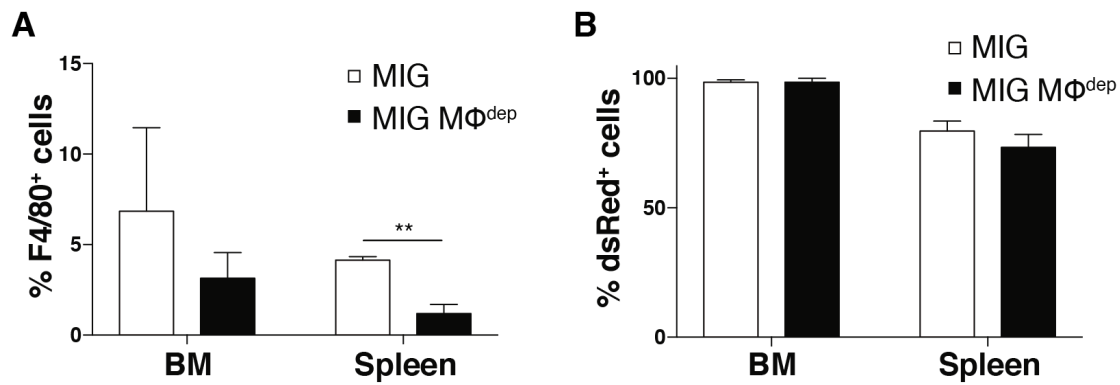 A
% F4/80⁺ cells
15
10
5
0
MIG
MIG MΦᵈᵉᵖ
**
BM
Spleen
B
% dsRed⁺ cells
100
50
0
MIG
MIG MΦᵈᵉᵖ
BM
Spleen